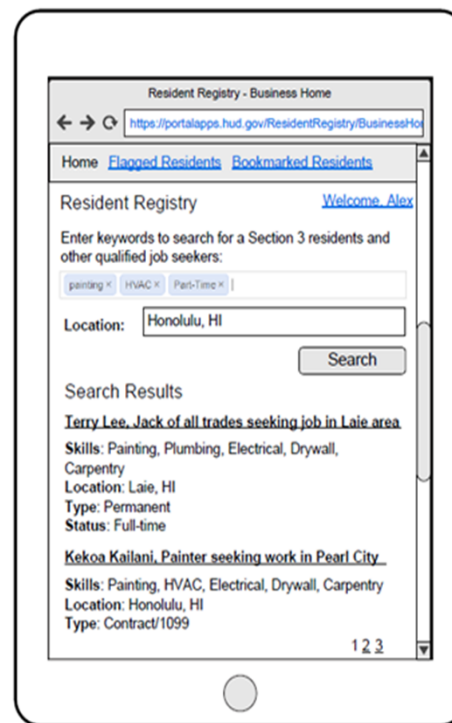 Resident Registry - Business Home
https://portalapps.hud.gov/ResidentRegistry/BusinessHo
Home Flagged Residents Bookmarked Residents
Resident Registry Welcome, Alex
Enter keywords to search for a Section 3 residents and
other qualified job seekers:
painting × HVAC × Part-Time ×
Location: Honolulu, HI
Search
Search Results
Terry Lee, Jack of all trades seeking job in Laie area
Skills: Painting, Plumbing, Electrical, Drywall,
Carpentry
Location: Laie, HI
Type: Permanent
Status: Full-time
Kekoa Kailani, Painter seeking work in Pearl City
Skills: Painting, HVAC, Electrical, Drywall, Carpentry
Location: Honolulu, HI
Type: Contract/1099
1 2 3